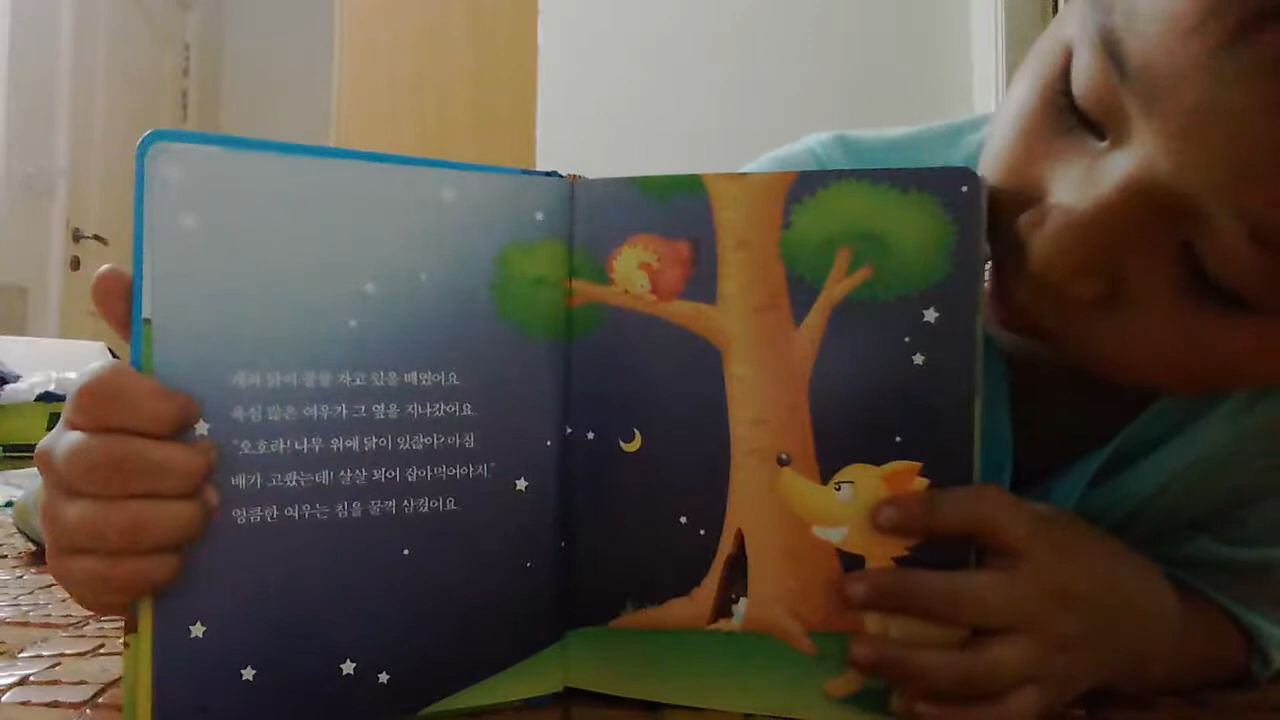 개와 닭이 쿨쿨 자고 있을 때였어요.
욕심 많은 여우가 그 옆을 지나갔어요.
"오호라! 나무 위에 닭이 있잖아? 마침
배가 고팠는데! 살살 꾀어 잡아먹어야지."
엉큼한 여우는 침을 꿀꺽 삼켰어요.